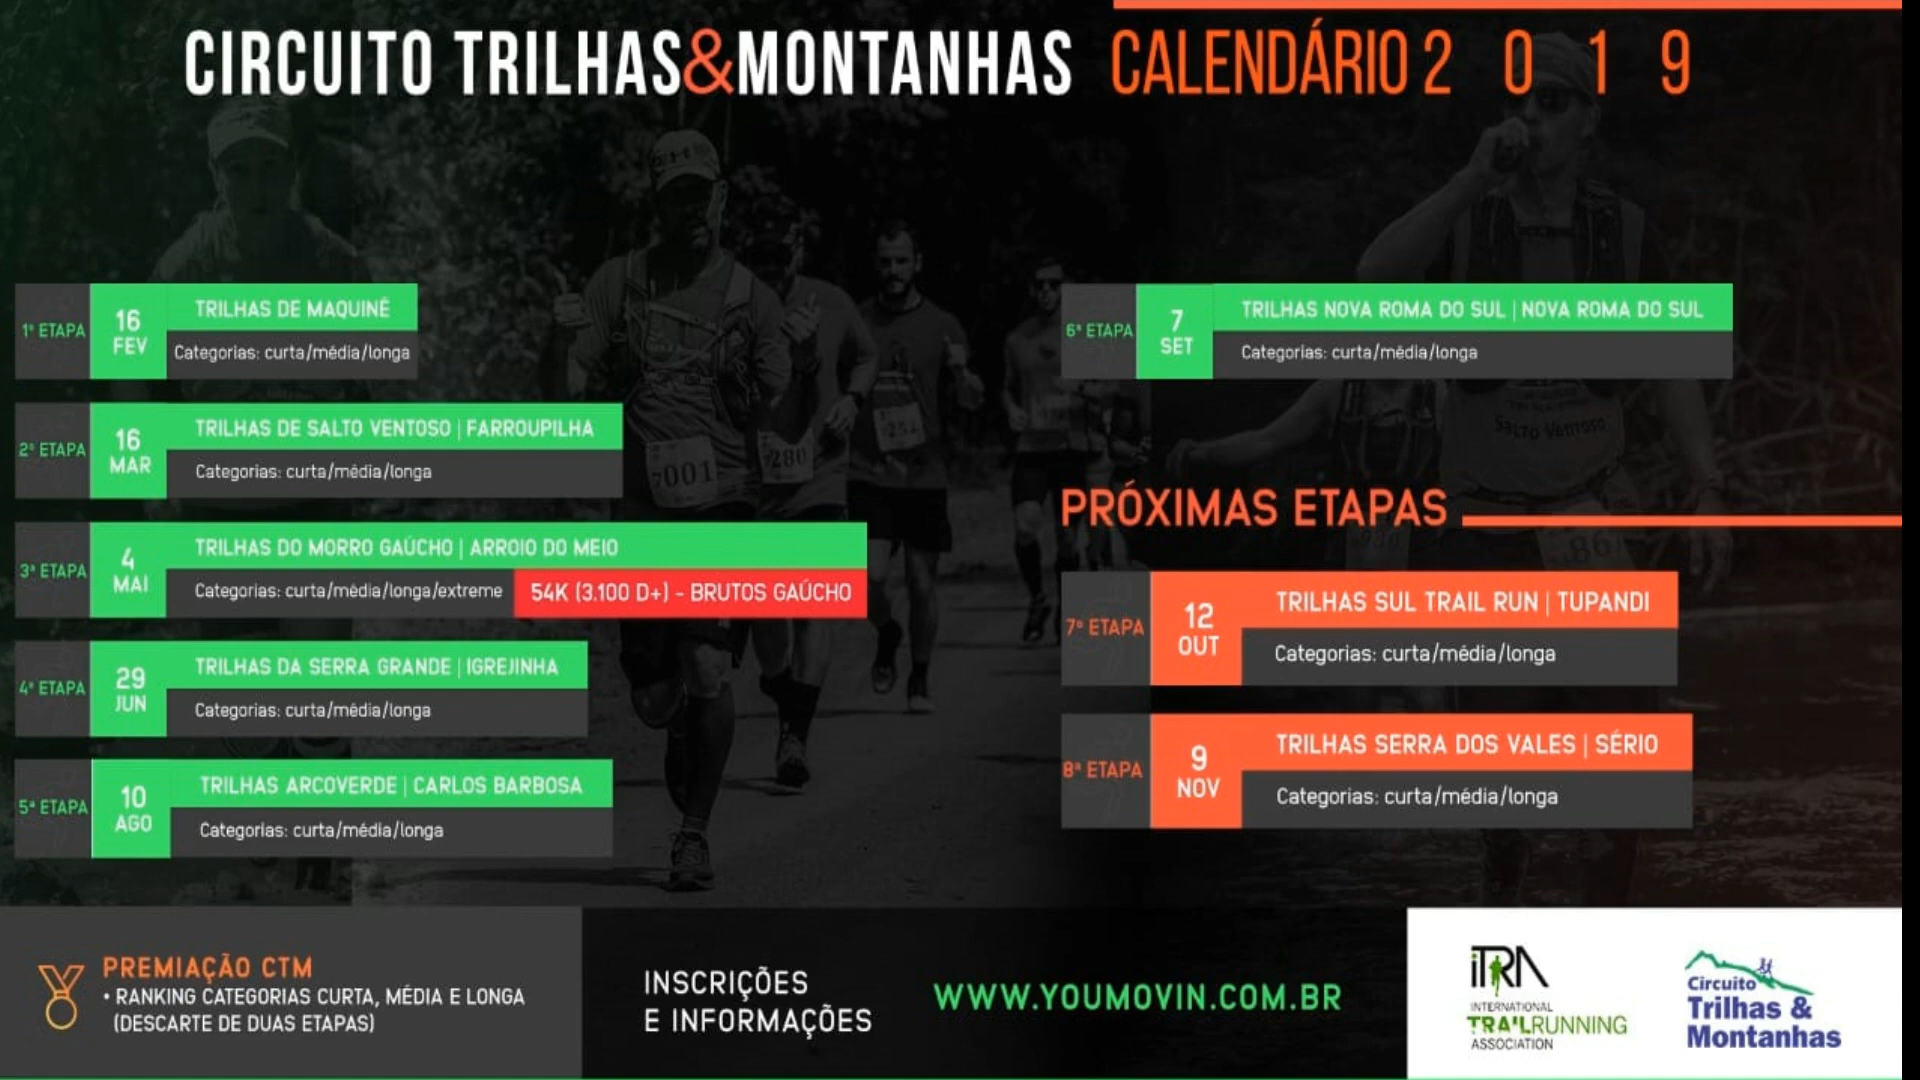 CIRCUITO TRILHAS&MONTANHAS CALENDÁRIO 2 0 1 9
1ª ETAPA
16 FEV
TRILHAS DE MAQUINÉ
Categorias: curta/média/longa
2ª ETAPA
16 MAR
TRILHAS DE SALTO VENTOSO | FARROUPILHA
Categorias: curta/média/longa
3ª ETAPA
4 MAI
TRILHAS DO MORRO GAÚCHO | ARROIO DO MEIO
Categorias: curta/média/longa/extreme
54K (3.100 D+) - BRUTOS GAÚCHO
4ª ETAPA
29 JUN
TRILHAS DA SERRA GRANDE | IGREJINHA
Categorias: curta/média/longa
5ª ETAPA
10 AGO
TRILHAS ARCOVERDE | CARLOS BARBOSA
Categorias: curta/média/longa
6ª ETAPA
7 SET
TRILHAS NOVA ROMA DO SUL | NOVA ROMA DO SUL
Categorias: curta/média/longa
PRÓXIMAS ETAPAS
7ª ETAPA
12 OUT
TRILHAS SUL TRAIL RUN | TUPANDI
Categorias: curta/média/longa
8ª ETAPA
9 NOV
TRILHAS SERRA DOS VALES | SÉRIO
Categorias: curta/média/longa
7001
280
254
Salto Ventoso
PREMIAÇÃO CTM
• RANKING CATEGORIAS CURTA, MÉDIA E LONGA
(DESCARTE DE DUAS ETAPAS)
INSCRIÇÕES
E INFORMAÇÕES
WWW.YOUMOVIN.COM.BR
iTRA
INTERNATIONAL
TRAILRUNNING
ASSOCIATION
Circuito
Trilhas &
Montanhas